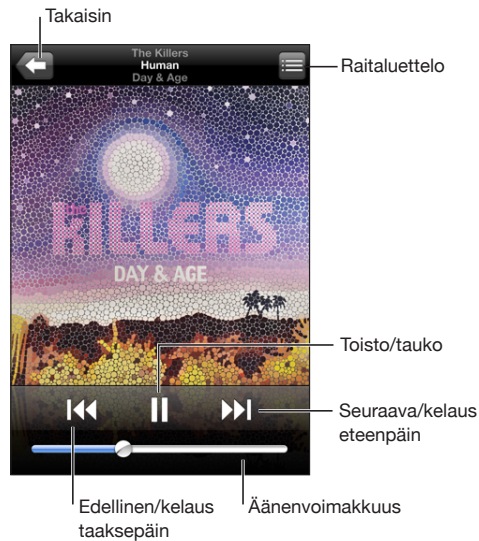 Takaisin
The Killers
Human
Day & Age
Raitaluettelo
The
KILLERS
DAY & AGE
Toisto/tauko
Seuraava/kelaus
eteenpäin
Edellinen/kelaus
taaksepäin
Äänenvoimakkuus